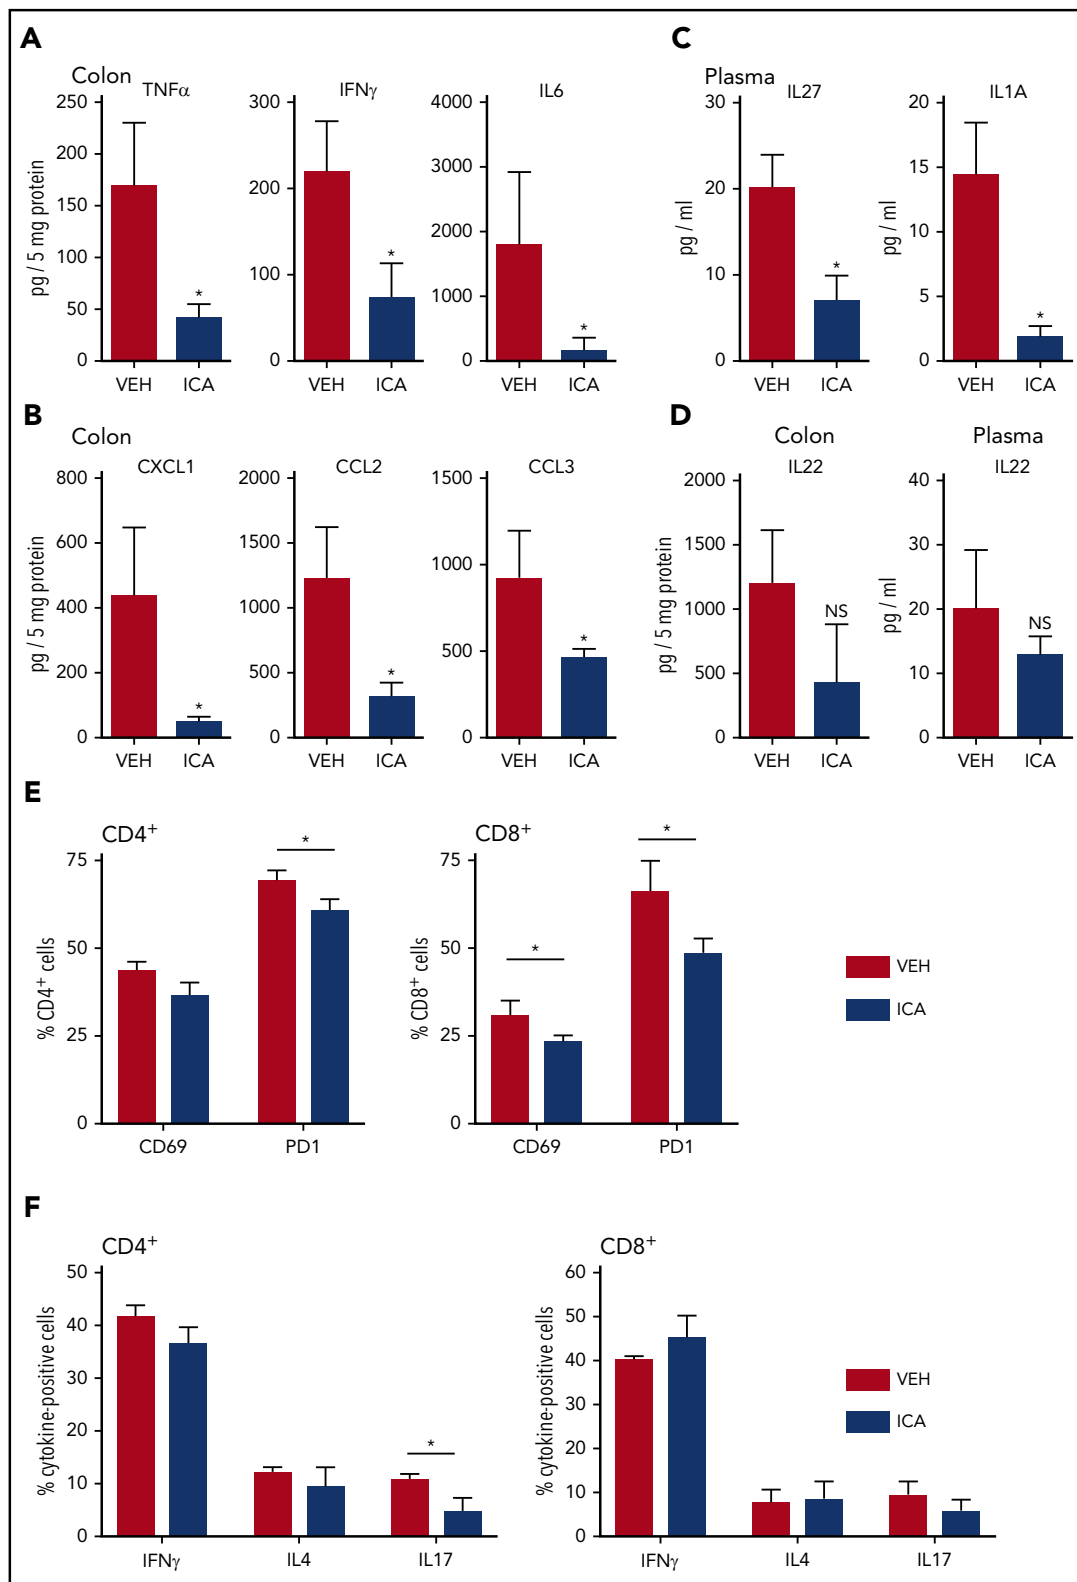 A
Colon
TNFα
IFNγ
IL6
pg / 5 mg protein
250
200
150
100
50
0
300
200
100
0
4000
3000
2000
1000
0
VEH ICA
*
VEH ICA
*
VEH ICA
*
C
Plasma
IL27
IL1A
pg / ml
30
20
10
0
pg / ml
20
15
10
5
0
VEH ICA
*
VEH ICA
*
B
Colon
CXCL1
CCL2
CCL3
pg / 5 mg protein
800
600
400
200
0
2000
1500
1000
500
0
1500
1000
500
0
VEH ICA
*
VEH ICA
*
VEH ICA
*
D
Colon
IL22
Plasma
IL22
pg / 5 mg protein
2000
1500
1000
500
0
pg / ml
40
30
20
10
0
NS
VEH ICA
NS
VEH ICA
E
CD4+
% CD4+ cells
75
50
25
0
*
CD69 PD1
CD8+
% CD8+ cells
75
50
25
0
*
*
CD69 PD1
VEH
ICA
F
CD4+
% cytokine-positive cells
50
40
30
20
10
0
*
IFNγ IL4 IL17
CD8+
% cytokine-positive cells
60
50
40
30
20
10
0
IFNγ IL4 IL17
VEH
ICA